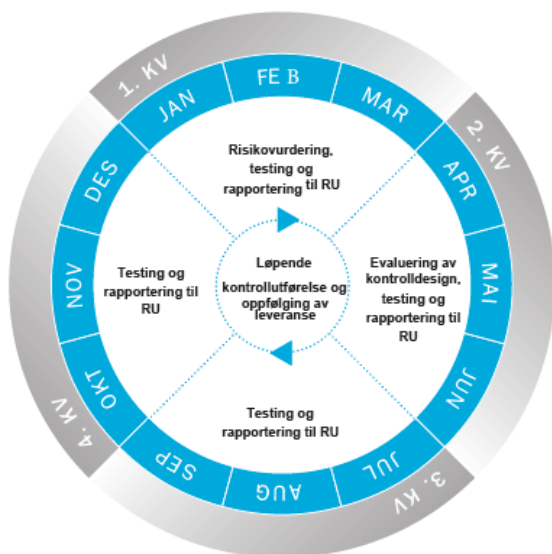 1. KV
JAN
FE B
MAR
2. KV
APR
MAI
JUN
3. KV
JUL
AUG
SEP
4. KV
OKT
NOV
DES
Risikovurdering,
testing og
rapportering til RU
Evaluering av
kontrolldesign,
testing og
rapportering til
RU
Testing og
rapportering til RU
Testing og
rapportering til
RU
Løpende
kontrollutførelse og
oppfølging av
leveranse